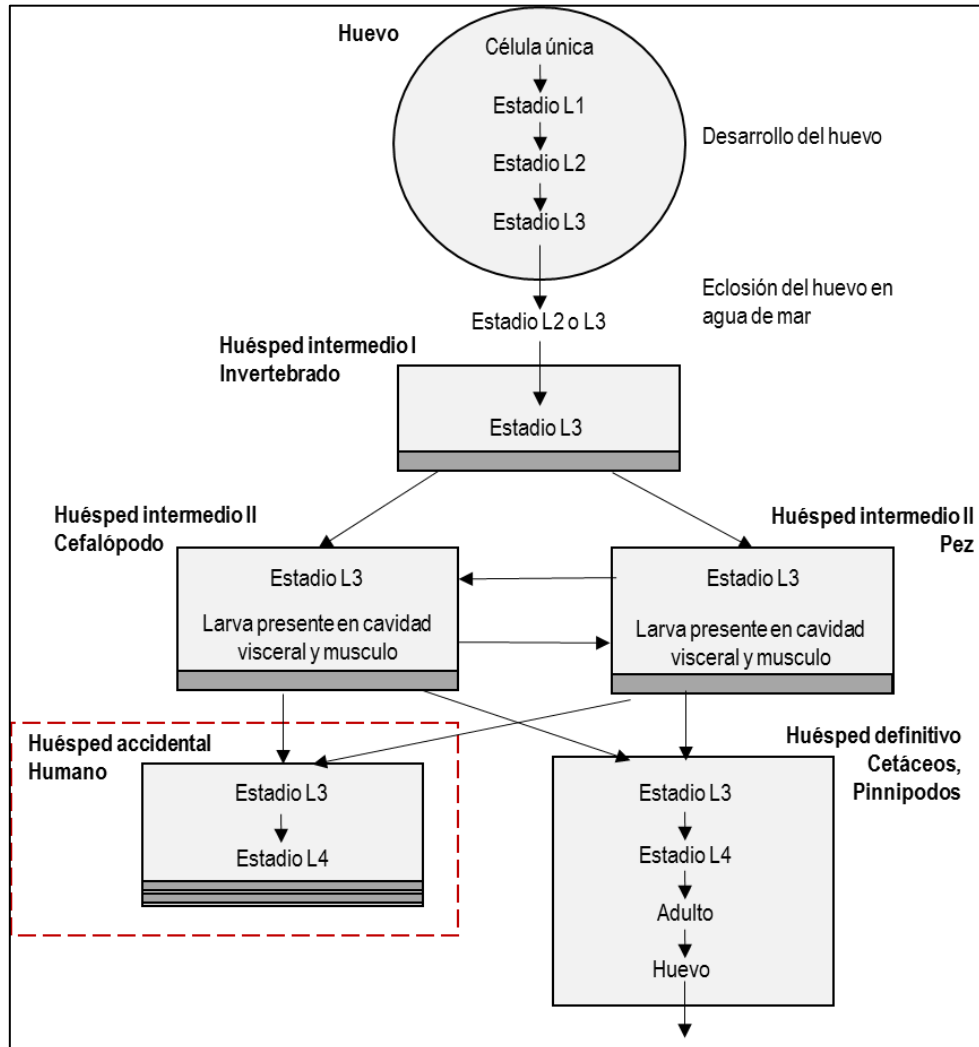 Huevo
Célula única
Estadio L1
Desarrollo del huevo
Estadio L2
Estadio L3
Eclosión del huevo en
agua de mar
Estadio L2 o L3
Huésped intermedio I
Invertebrado
Estadio L3
Huésped intermedio II
Cefalópodo
Huésped intermedio II
Pez
Estadio L3
Larva presente en cavidad
visceral y musculo
Estadio L3
Larva presente en cavidad
visceral y musculo
Huésped accidental
Humano
Estadio L3
Estadio L4
Huésped definitivo
Cetáceos,
Pinnipodos
Estadio L3
Estadio L4
Adulto
Huevo